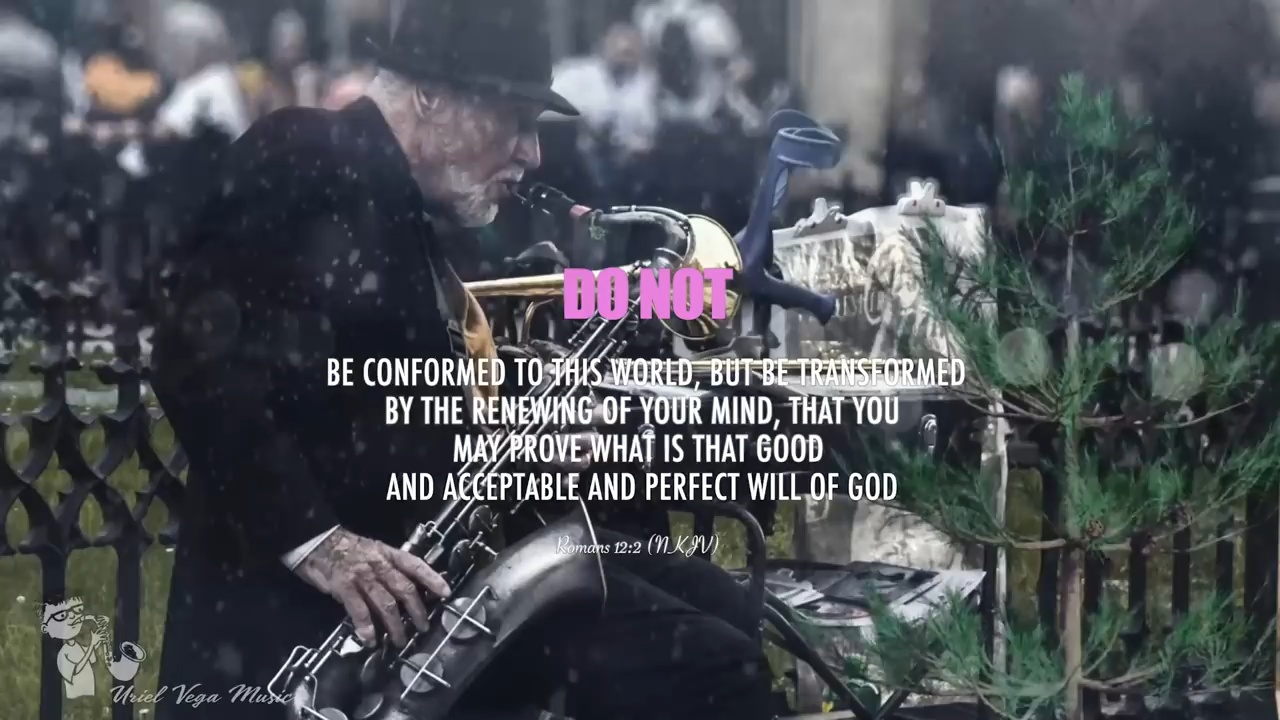 DO NOT
BE CONFORMED TO THIS WORLD, BUT BE TRANSFORMED
BY THE RENEWING OF YOUR MIND, THAT YOU
MAY PROVE WHAT IS THAT GOOD
AND ACCEPTABLE AND PERFECT WILL OF GOD
Romans 12:2 (NKJV)
Uriel Vega Music